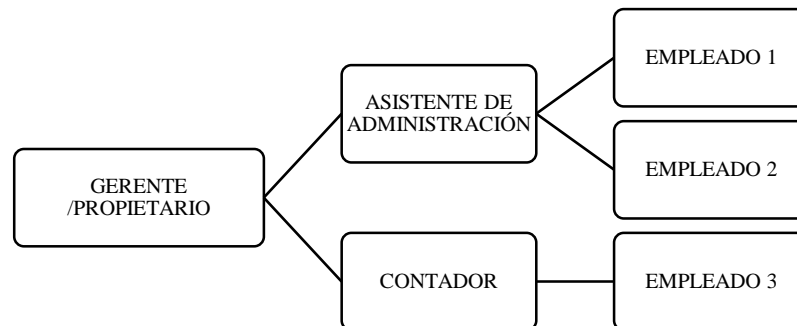 GERENTE
/PROPIETARIO
ASISTENTE DE
ADMINISTRACIÓN
EMPLEADO 1
EMPLEADO 2
CONTADOR
EMPLEADO 3